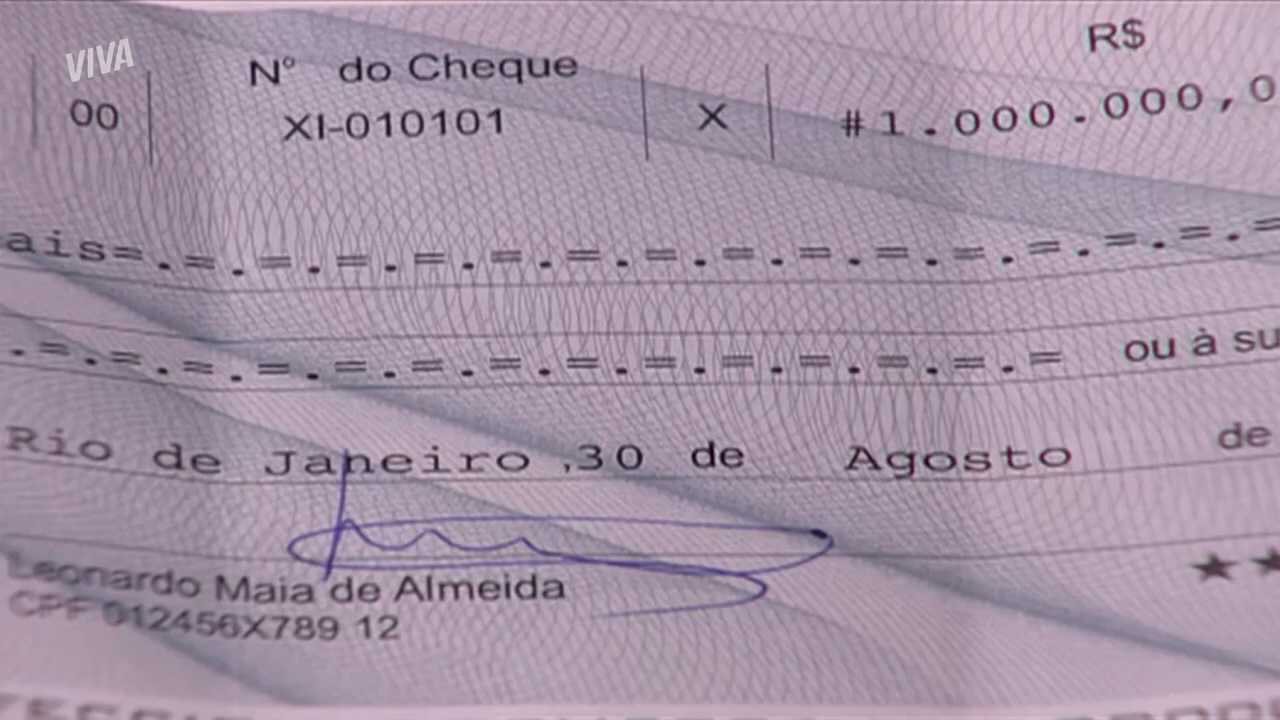 VIVA
R$
Nº do Cheque
00 XI-010101 X #1.000.000,0
ais=.=.=.=.=.=.=.=.=.=.=.=.=.=.=.=
.=.=.=.=.=.=.=.=.=.=.=.=.=.= ou à su
Rio de Janeiro ,30 de Agosto de
Leonardo Maia de Almeida
CPF 012456X789 12